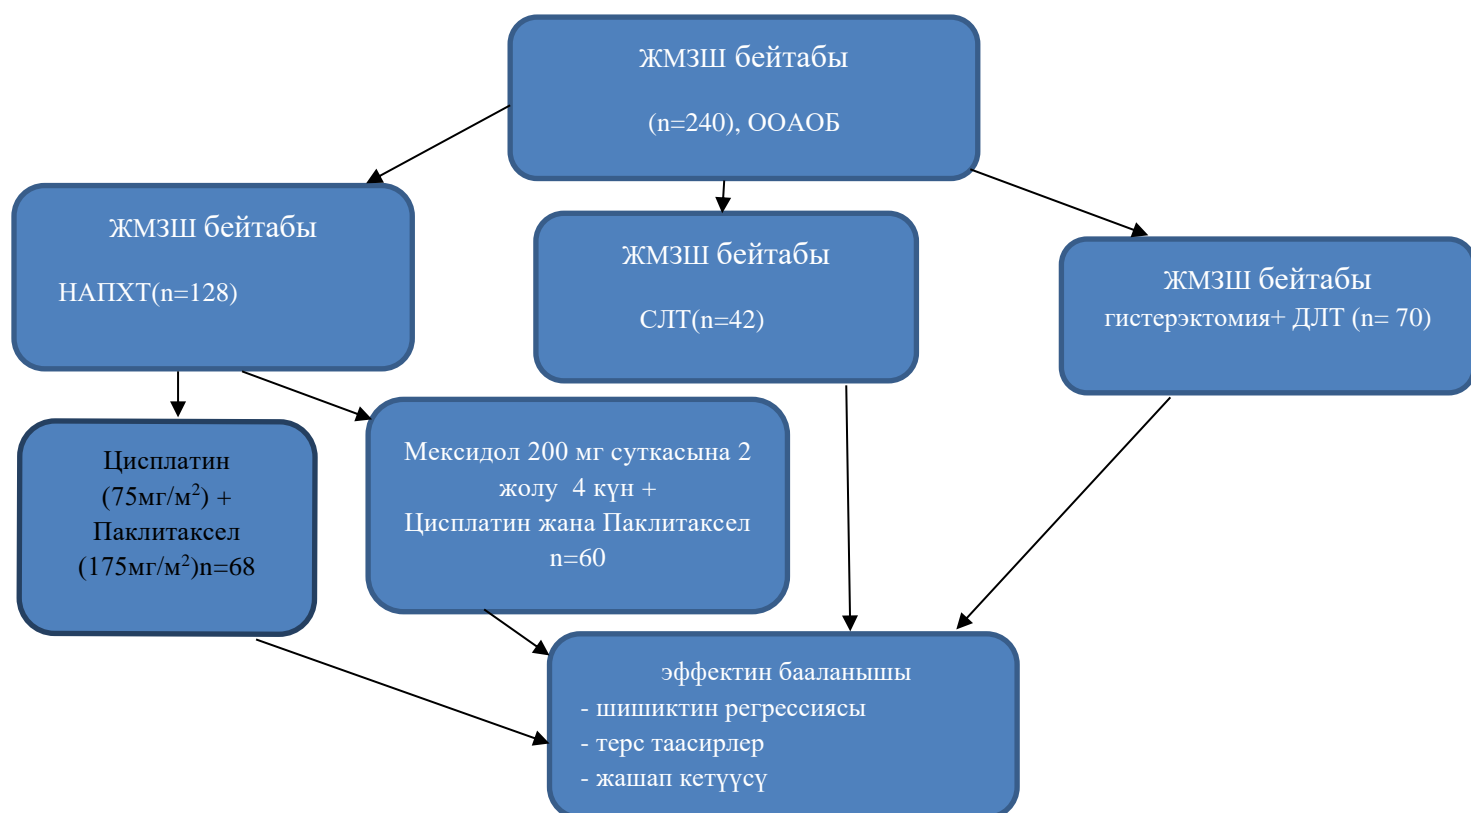 ЖМЗШ бейтабы
(n=240), ООАОБ
ЖМЗШ бейтабы
НАПХТ(n=128)
ЖМЗШ бейтабы
СЛТ(n=42)
ЖМЗШ бейтабы
гистерэктомия+ ДЛТ (n= 70)
Цисплатин
(75мг/м²) +
Паклитаксел
(175мг/м²)n=68
Мексидол 200 мг суткасына 2
жолу 4 күн +
Цисплатин жана Паклитаксел
n=60
эффектин бааланышы
- шишиктин регрессиясы
- терс таасирлер
- жашап кетүүсү